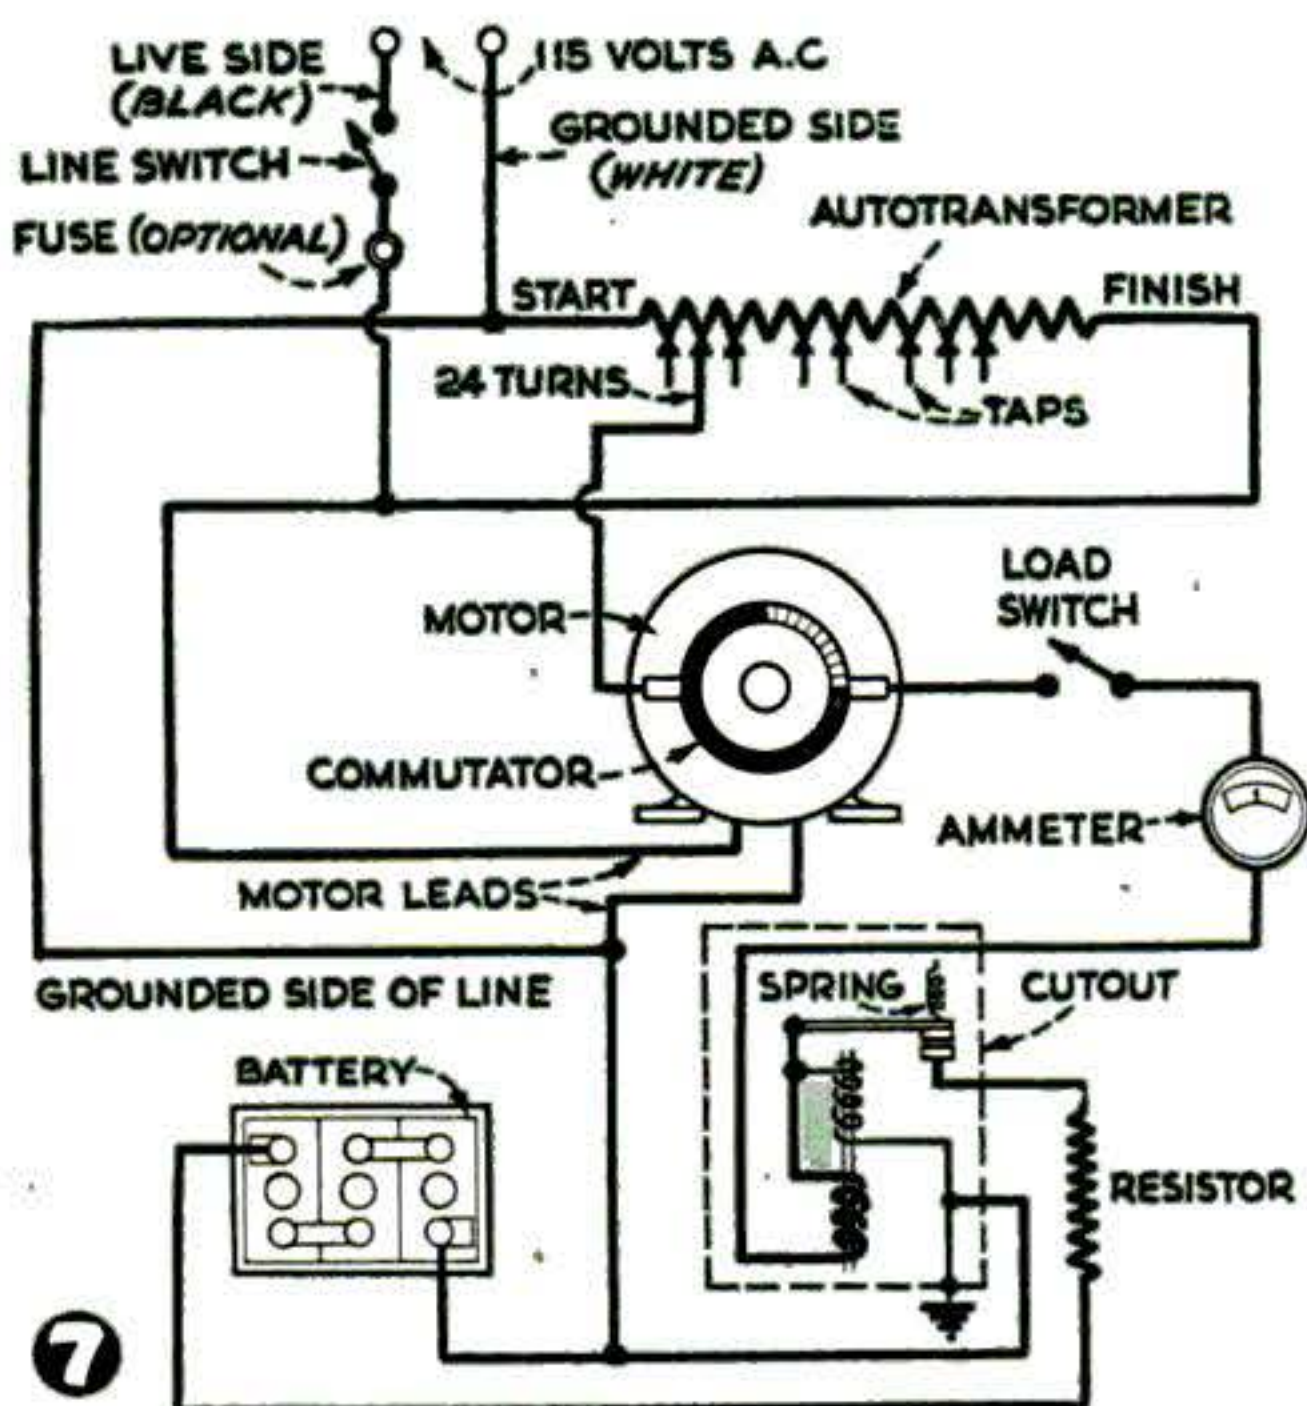 LIVE SIDE
(BLACK)
115 VOLTS A.C
GROUNDED SIDE
(WHITE)
LINE SWITCH
FUSE (OPTIONAL)
AUTOTRANSFORMER
START
FINISH
24 TURNS
TAPS
MOTOR
LOAD
SWITCH
COMMUTATOR
AMMETER
MOTOR LEADS
GROUNDED SIDE OF LINE
SPRING
CUTOUT
BATTERY
RESISTOR
7